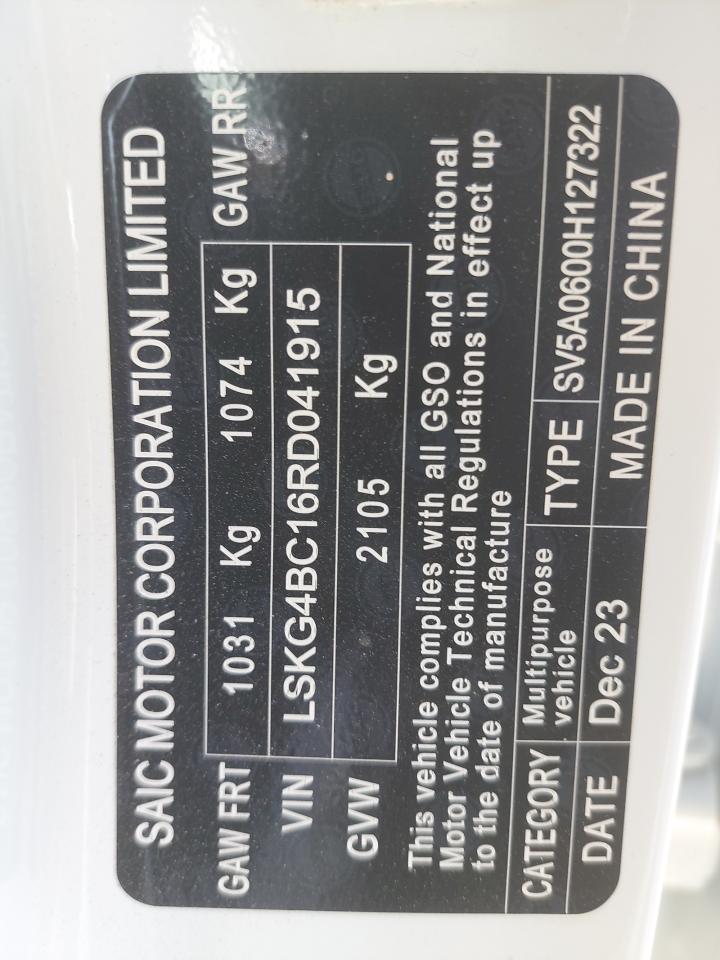 SAIC MOTOR CORPORATION LIMITED
GAW FRT 1031 Kg 1074 Kg GAW RR
VIN LSKG4BC16RD041915
GVW 2105 Kg
This vehicle complies with all GSO and National
Motor Vehicle Technical Regulations in effect up
to the date of manufacture
CATEGORY Multipurpose vehicle TYPE SV5A0600H127322
DATE Dec 23 MADE IN CHINA